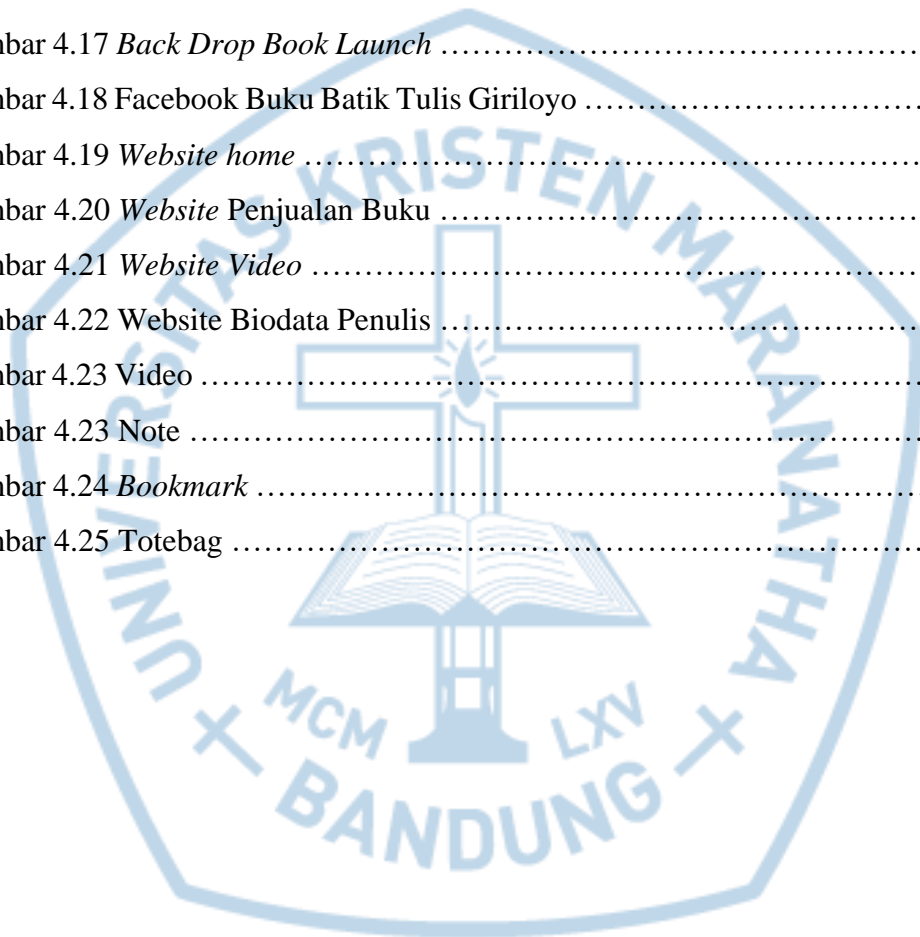 mbar 4.17 Back Drop Book Launch ……………………………………………
mbar 4.18 Facebook Buku Batik Tulis Giriloyo ………………………………
mbar 4.19 Website home ………………………………………………………
mbar 4.20 Website Penjualan Buku ……………………………………………
mbar 4.21 Website Video ………………………………………………………
mbar 4.22 Website Biodata Penulis ……………………………………………
mbar 4.23 Video …………………………………………………………………
mbar 4.23 Note …………………………………………………………………
mbar 4.24 Bookmark ……………………………………………………………
mbar 4.25 Totebag ………………………………………………………………
UNIVERSITAS KRISTEN MARANATHA
MCM LXV
BANDUNG